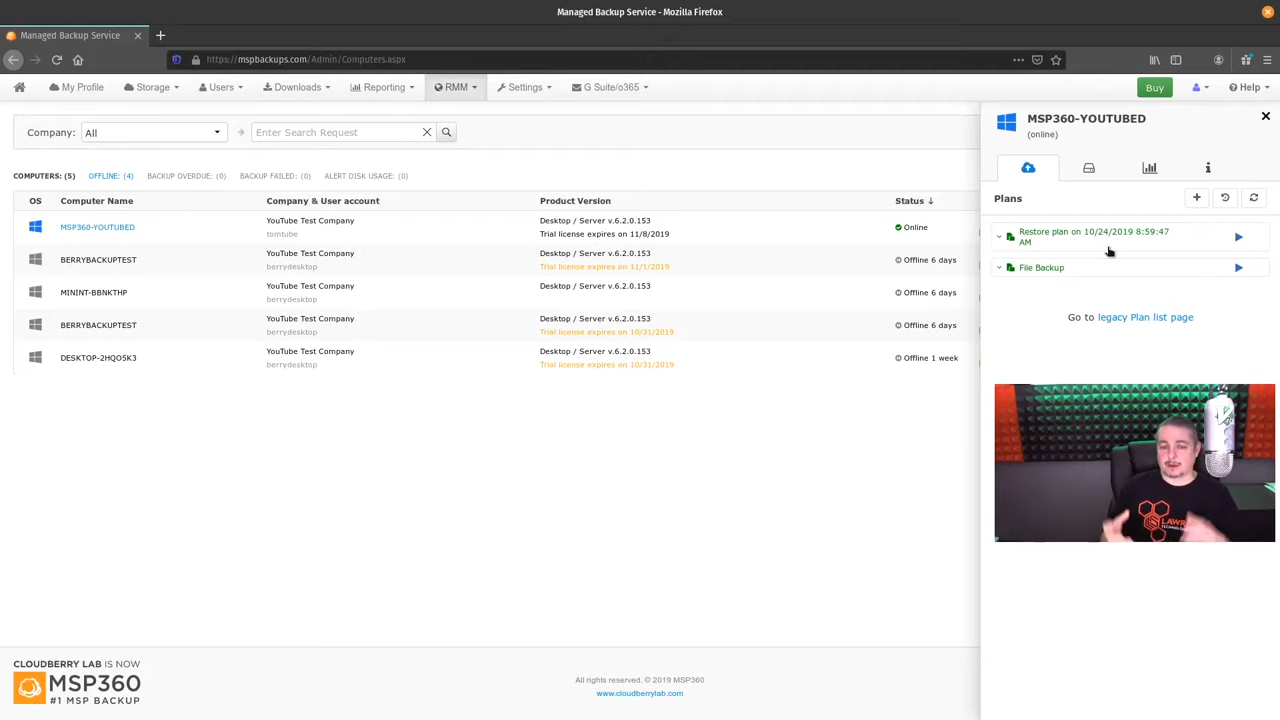 Managed Backup Service - Mozilla Firefox
Managed Backup Service
https://mspbackups.com/Admin/Computers.aspx
My Profile Storage Users Downloads Reporting RMM Settings G Suite/o365 Buy Help
Company: All Enter Search Request
COMPUTERS: (5) OFFLINE: (4) BACKUP OVERDUE: (0) BACKUP FAILED: (0) ALERT DISK USAGE: (0)
OS Computer Name Company & User account Product Version Status
MSP360-YOUTUBED YouTube Test Company Desktop / Server v.6.2.0.153 Online
tomtube Trial license expires on 11/8/2019
BERRYBACKUPTEST YouTube Test Company Desktop / Server v.6.2.0.153 Offline 6 days
berrydesktop Trial license expires on 11/1/2019
MININT-BBNKTHP YouTube Test Company Desktop / Server v.6.2.0.153 Offline 6 days
berrydesktop
BERRYBACKUPTEST YouTube Test Company Desktop / Server v.6.2.0.153 Offline 6 days
berrydesktop Trial license expires on 10/31/2019
DESKTOP-2HQO5K3 YouTube Test Company Desktop / Server v.6.2.0.153 Offline 1 week
berrydesktop Trial license expires on 10/31/2019
MSP360-YOUTUBED
(online)
Plans
Restore plan on 10/24/2019 8:59:47
AM
File Backup
Go to legacy Plan list page
CLOUDBERRY LAB IS NOW
MSP360
#1 MSP BACKUP
All rights reserved. © 2019 MSP360
www.cloudberrylab.com